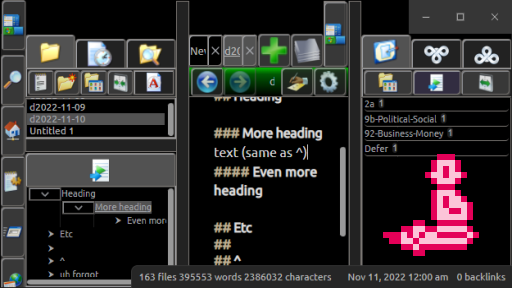 d2022-11-09
d2022-11-10
Untitled 1
Heading
More heading
Even mor
Etc
^
uh forgot
Nev X d20 X
## Heading
### More heading
text (same as ^)
#### Even more
heading
## Etc
##
## ^
2a 1
9b-Political-Social 1
92-Business-Money 1
Defer 1
163 files 395553 words 2386032 characters
Nov 11, 2022 12:00 am
0 backlinks